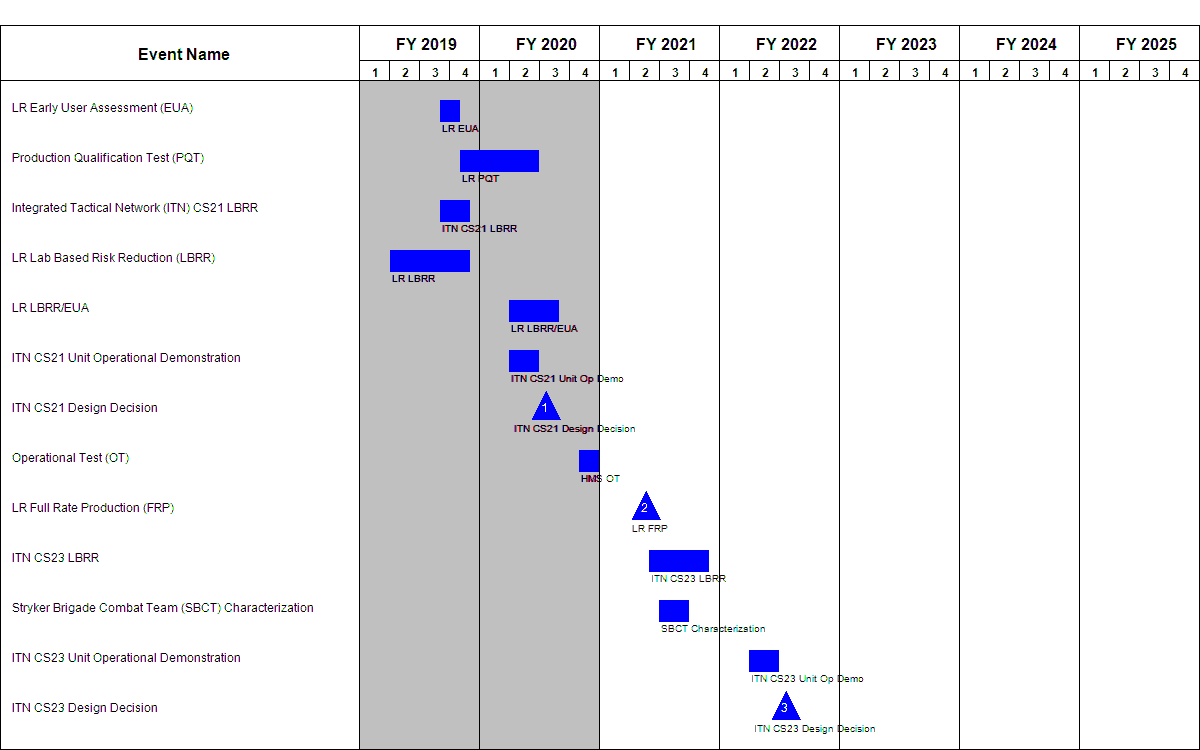 Event Name
FY 2019 FY 2020 FY 2021 FY 2022 FY 2023 FY 2024 FY 2025
1 2 3 4 1 2 3 4 1 2 3 4 1 2 3 4 1 2 3 4 1 2 3 4 1 2 3 4
LR Early User Assessment (EUA)
LR EUA
Production Qualification Test (PQT)
LR PQT
Integrated Tactical Network (ITN) CS21 LBRR
ITN CS21 LBRR
LR Lab Based Risk Reduction (LBRR)
LR LBRR
LR LBRR/EUA
LR LBRR/EUA
ITN CS21 Unit Operational Demonstration
ITN CS21 Unit Op Demo
ITN CS21 Design Decision
1
ITN CS21 Design Decision
Operational Test (OT)
HMS OT
LR Full Rate Production (FRP)
2
LR FRP
ITN CS23 LBRR
ITN CS23 LBRR
Stryker Brigade Combat Team (SBCT) Characterization
SBCT Characterization
ITN CS23 Unit Operational Demonstration
ITN CS23 Unit Op Demo
ITN CS23 Design Decision
3
ITN CS23 Design Decision